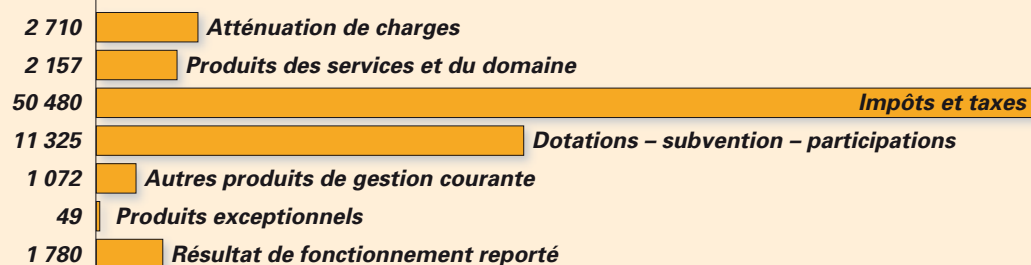 2 710 Atténuation de charges
2 157 Produits des services et du domaine
50 480 Impôts et taxes
11 325 Dotations – subvention – participations
1 072 Autres produits de gestion courante
49 Produits exceptionnels
1 780 Résultat de fonctionnement reporté